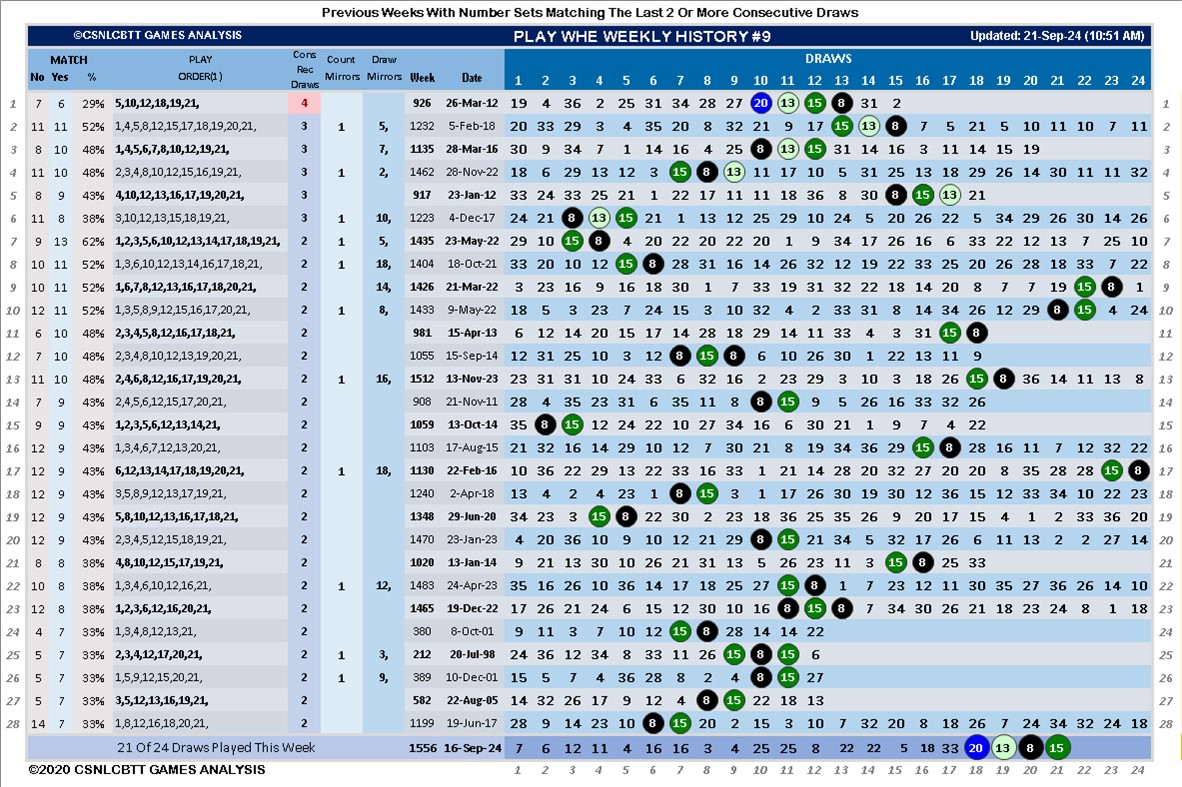 Previous Weeks With Number Sets Matching The Last 2 Or More Consecutive Draws
©CSNLCBTT GAMES ANALYSIS PLAY WHE WEEKLY HISTORY #9 Updated: 21-Sep-24 (10:51 AM)
MATCH PLAY Cons Count Draw DRAWS
No Yes % ORDER(1) Rec Draws Mirrors Mirrors Week Date 1 2 3 4 5 6 7 8 9 10 11 12 13 14 15 16 17 18 19 20 21 22 23 24
1 7 6 29% 5,10,12,18,19,21, 4 926 26-Mar-12 19 4 36 2 25 31 34 28 27 20 13 15 8 31 2 1
2 11 11 52% 1,4,5,8,12,15,17,18,19,20,21, 3 1 5, 1232 5-Feb-18 20 33 29 3 4 35 20 8 32 21 9 17 15 13 8 7 5 21 5 10 11 10 7 11 2
3 8 10 48% 1,4,5,6,7,8,10,12,19,21, 3 7, 1135 28-Mar-16 30 9 34 7 1 14 16 4 25 8 13 15 31 14 16 3 11 14 15 19 3
4 11 10 48% 2,3,4,8,10,12,15,16,19,21, 3 1 2, 1462 28-Nov-22 18 6 29 13 12 3 15 8 13 11 17 10 5 31 25 13 18 29 26 14 30 11 11 32 4
5 8 9 43% 4,10,12,13,16,17,19,20,21, 3 917 23-Jan-12 33 24 33 25 21 1 22 17 11 11 18 36 8 30 8 15 13 21 5
6 11 8 38% 3,10,12,13,15,18,19,21, 3 1 10, 1223 4-Dec-17 24 21 8 13 15 21 1 13 12 25 29 10 24 5 20 26 22 5 34 29 26 30 14 26 6
7 9 13 62% 1,2,3,5,6,10,12,13,14,17,18,19,21, 2 1 5, 1435 23-May-22 29 10 15 8 4 20 22 20 22 20 1 9 34 17 26 16 6 33 22 12 13 7 25 10 7
8 10 11 52% 1,3,6,10,12,13,14,16,17,18,21, 2 1 18, 1404 18-Oct-21 33 20 10 12 15 8 28 31 16 14 26 32 12 19 22 33 25 20 26 28 18 33 7 22 8
9 10 11 52% 1,6,7,8,12,13,16,17,18,20,21, 2 14, 1426 21-Mar-22 3 23 16 9 16 18 30 1 7 33 19 31 32 22 18 14 20 8 7 7 19 15 8 1 9
10 12 11 52% 1,3,5,8,9,12,15,16,17,20,21, 2 1 8, 1433 9-May-22 18 5 3 23 7 24 15 3 10 32 4 2 33 31 8 14 34 26 12 29 8 15 4 24 10
11 6 10 48% 2,3,4,5,8,12,16,17,18,21, 2 981 15-Apr-13 6 12 14 20 15 17 14 28 18 29 14 11 33 4 3 31 15 8 11
12 7 10 48% 2,3,4,8,10,12,13,19,20,21, 2 1055 15-Sep-14 12 31 25 10 3 12 8 15 8 6 10 26 30 1 22 13 11 9 12
13 11 10 48% 2,4,6,8,12,16,17,19,20,21, 2 1 16, 1512 13-Nov-23 23 31 31 10 24 33 6 32 16 2 23 29 3 10 3 18 26 15 8 36 14 11 13 8 13
14 7 9 43% 2,4,5,6,12,15,17,20,21, 2 908 21-Nov-11 28 4 35 23 31 6 35 11 8 8 15 9 5 26 16 33 32 26 14
15 9 9 43% 1,2,3,5,6,12,13,14,21, 2 1059 13-Oct-14 35 8 15 12 24 22 10 27 34 16 6 30 21 1 9 7 4 22 15
16 12 9 43% 1,3,4,6,7,12,13,20,21, 2 1103 17-Aug-15 21 32 16 14 29 10 12 7 30 21 8 19 34 36 29 15 8 28 16 11 7 12 32 22 16
17 12 9 43% 6,12,13,14,17,18,19,20,21, 2 1 18, 1130 22-Feb-16 10 36 22 29 13 22 33 16 33 1 21 14 28 20 32 27 20 20 8 35 28 28 15 8 17
18 12 9 43% 3,5,8,9,12,13,17,19,21, 2 1240 2-Apr-18 13 4 2 4 23 1 8 15 3 1 17 26 30 19 30 12 36 15 12 33 34 10 22 23 18
19 12 9 43% 5,8,10,12,13,16,17,18,21, 2 1348 29-Jun-20 34 23 3 15 8 22 30 2 23 18 36 25 35 26 9 20 17 15 4 1 2 33 36 20 19
20 12 9 43% 2,3,4,5,12,15,18,19,21, 2 1470 23-Jan-23 4 20 36 10 9 10 12 21 29 8 15 21 34 5 32 17 26 6 11 13 2 2 27 14 20
21 8 8 38% 4,8,10,12,15,17,19,21, 2 1020 13-Jan-14 9 21 13 30 10 26 21 31 13 5 26 23 11 3 15 8 25 33 21
22 10 8 38% 1,3,4,6,10,12,16,21, 2 1 12, 1483 24-Apr-23 35 16 26 10 36 14 17 18 25 27 15 8 1 7 23 12 11 30 35 27 36 26 14 10 22
23 12 8 38% 1,2,3,6,12,16,20,21, 2 1465 19-Dec-22 17 26 21 24 6 15 12 30 10 16 8 15 8 7 34 30 26 21 18 23 24 8 1 18 23
24 4 7 33% 1,3,4,8,12,13,21, 2 380 8-Oct-01 9 11 3 7 10 12 15 8 28 14 14 22 24
25 5 7 33% 2,3,4,12,17,20,21, 2 1 3, 212 20-Jul-98 24 36 12 34 8 33 11 26 15 8 15 6 25
26 5 7 33% 1,5,9,12,15,20,21, 2 1 9, 389 10-Dec-01 15 5 7 4 36 28 8 2 4 8 15 27 26
27 5 7 33% 3,5,12,13,16,19,21, 2 582 22-Aug-05 14 32 26 17 9 12 4 8 15 22 18 13 27
28 14 7 33% 1,8,12,16,18,20,21, 2 1199 19-Jun-17 28 9 14 23 10 8 15 20 2 15 3 10 7 32 20 8 18 26 7 24 34 32 24 18 28
21 Of 24 Draws Played This Week 1556 16-Sep-24 7 6 12 11 4 16 16 3 4 25 25 8 22 22 5 18 33 20 13 8 15
©2020 CSNLCBTT GAMES ANALYSIS 1 2 3 4 5 6 7 8 9 10 11 12 13 14 15 16 17 18 19 20 21 22 23 24